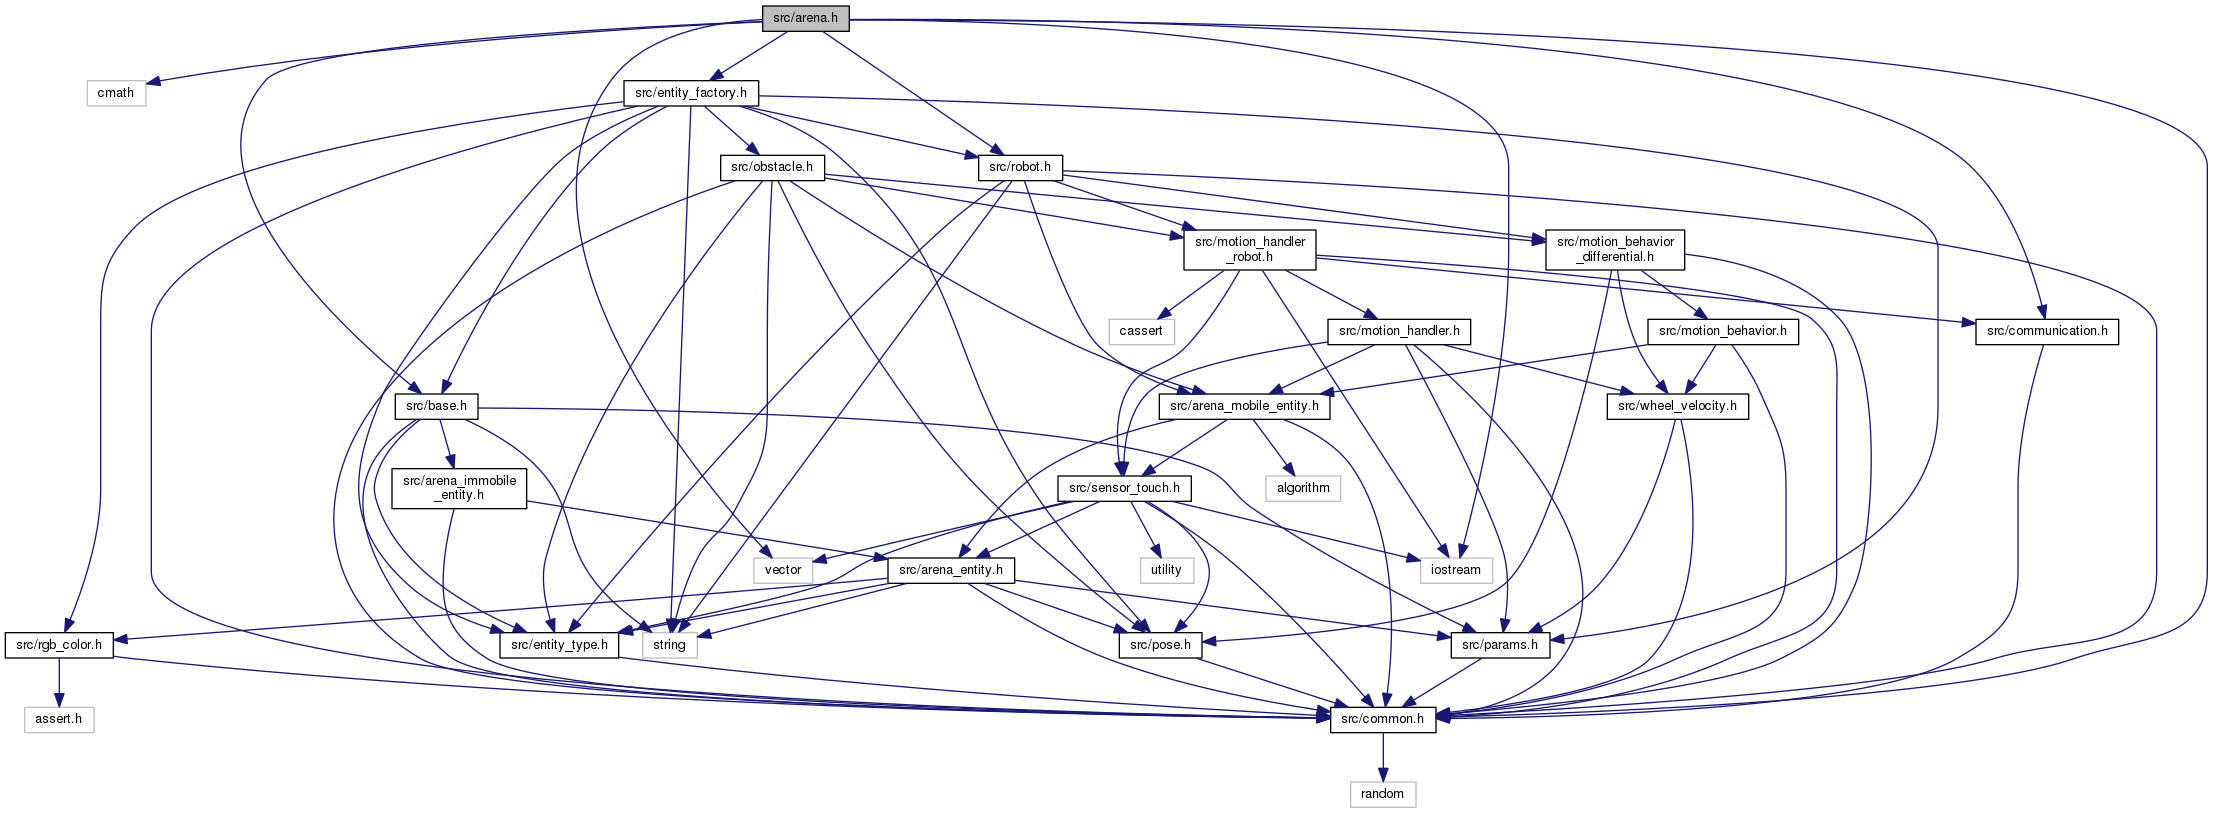 src/arena.h
cmath
src/entity_factory.h
src/obstacle.h
src/robot.h
src/motion_handler
_robot.h
src/motion_behavior
_differential.h
cassert
src/motion_handler.h
src/motion_behavior.h
src/communication.h
src/base.h
src/arena_mobile_entity.h
src/wheel_velocity.h
src/arena_immobile
_entity.h
src/sensor_touch.h
algorithm
vector
src/arena_entity.h
utility
iostream
src/rgb_color.h
src/entity_type.h
string
src/pose.h
src/params.h
assert.h
src/common.h
random